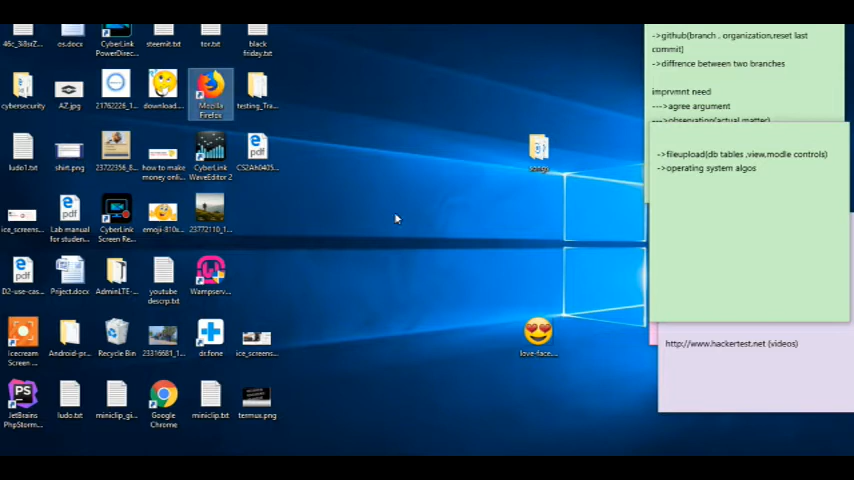 46c_3i8srZ...
os.docx
CyberLink
PowerDirec...
steemit.txt
tor.txt
black
friday.txt
cybersecurity
AZ.jpg
21762226_1...
download....
Mozilla
Firefox
testing_Tra...
ludo1.txt
shirt.png
23722356_8...
how to make
money onli...
CyberLink
WaveEditor 2
CS2Ah0405...
ice_screens...
Lab manual
for studen...
CyberLink
Screen Re...
emoji-810x...
23772110_1...
D2-use-cas...
Priject.docx
AdminLTE-...
youtube
descrp.txt
Wampserv...
Icecream
Screen ...
Android-pr...
Recycle Bin
23316681_1...
dr.fone
ice_screens...
JetBrains
PhpStorm...
ludo.txt
miniclip_gi...
Google
Chrome
miniclip.txt
termux.png
love-face....
->github(branch , organization,reset last
commit)
->diffrence between two branches
imprvmnt need
--->agree argument
--->observation(actual matter)
->fileupload(db tables ,view,modle controls)
->operating system algos
http://www.hackertest.net (videos)